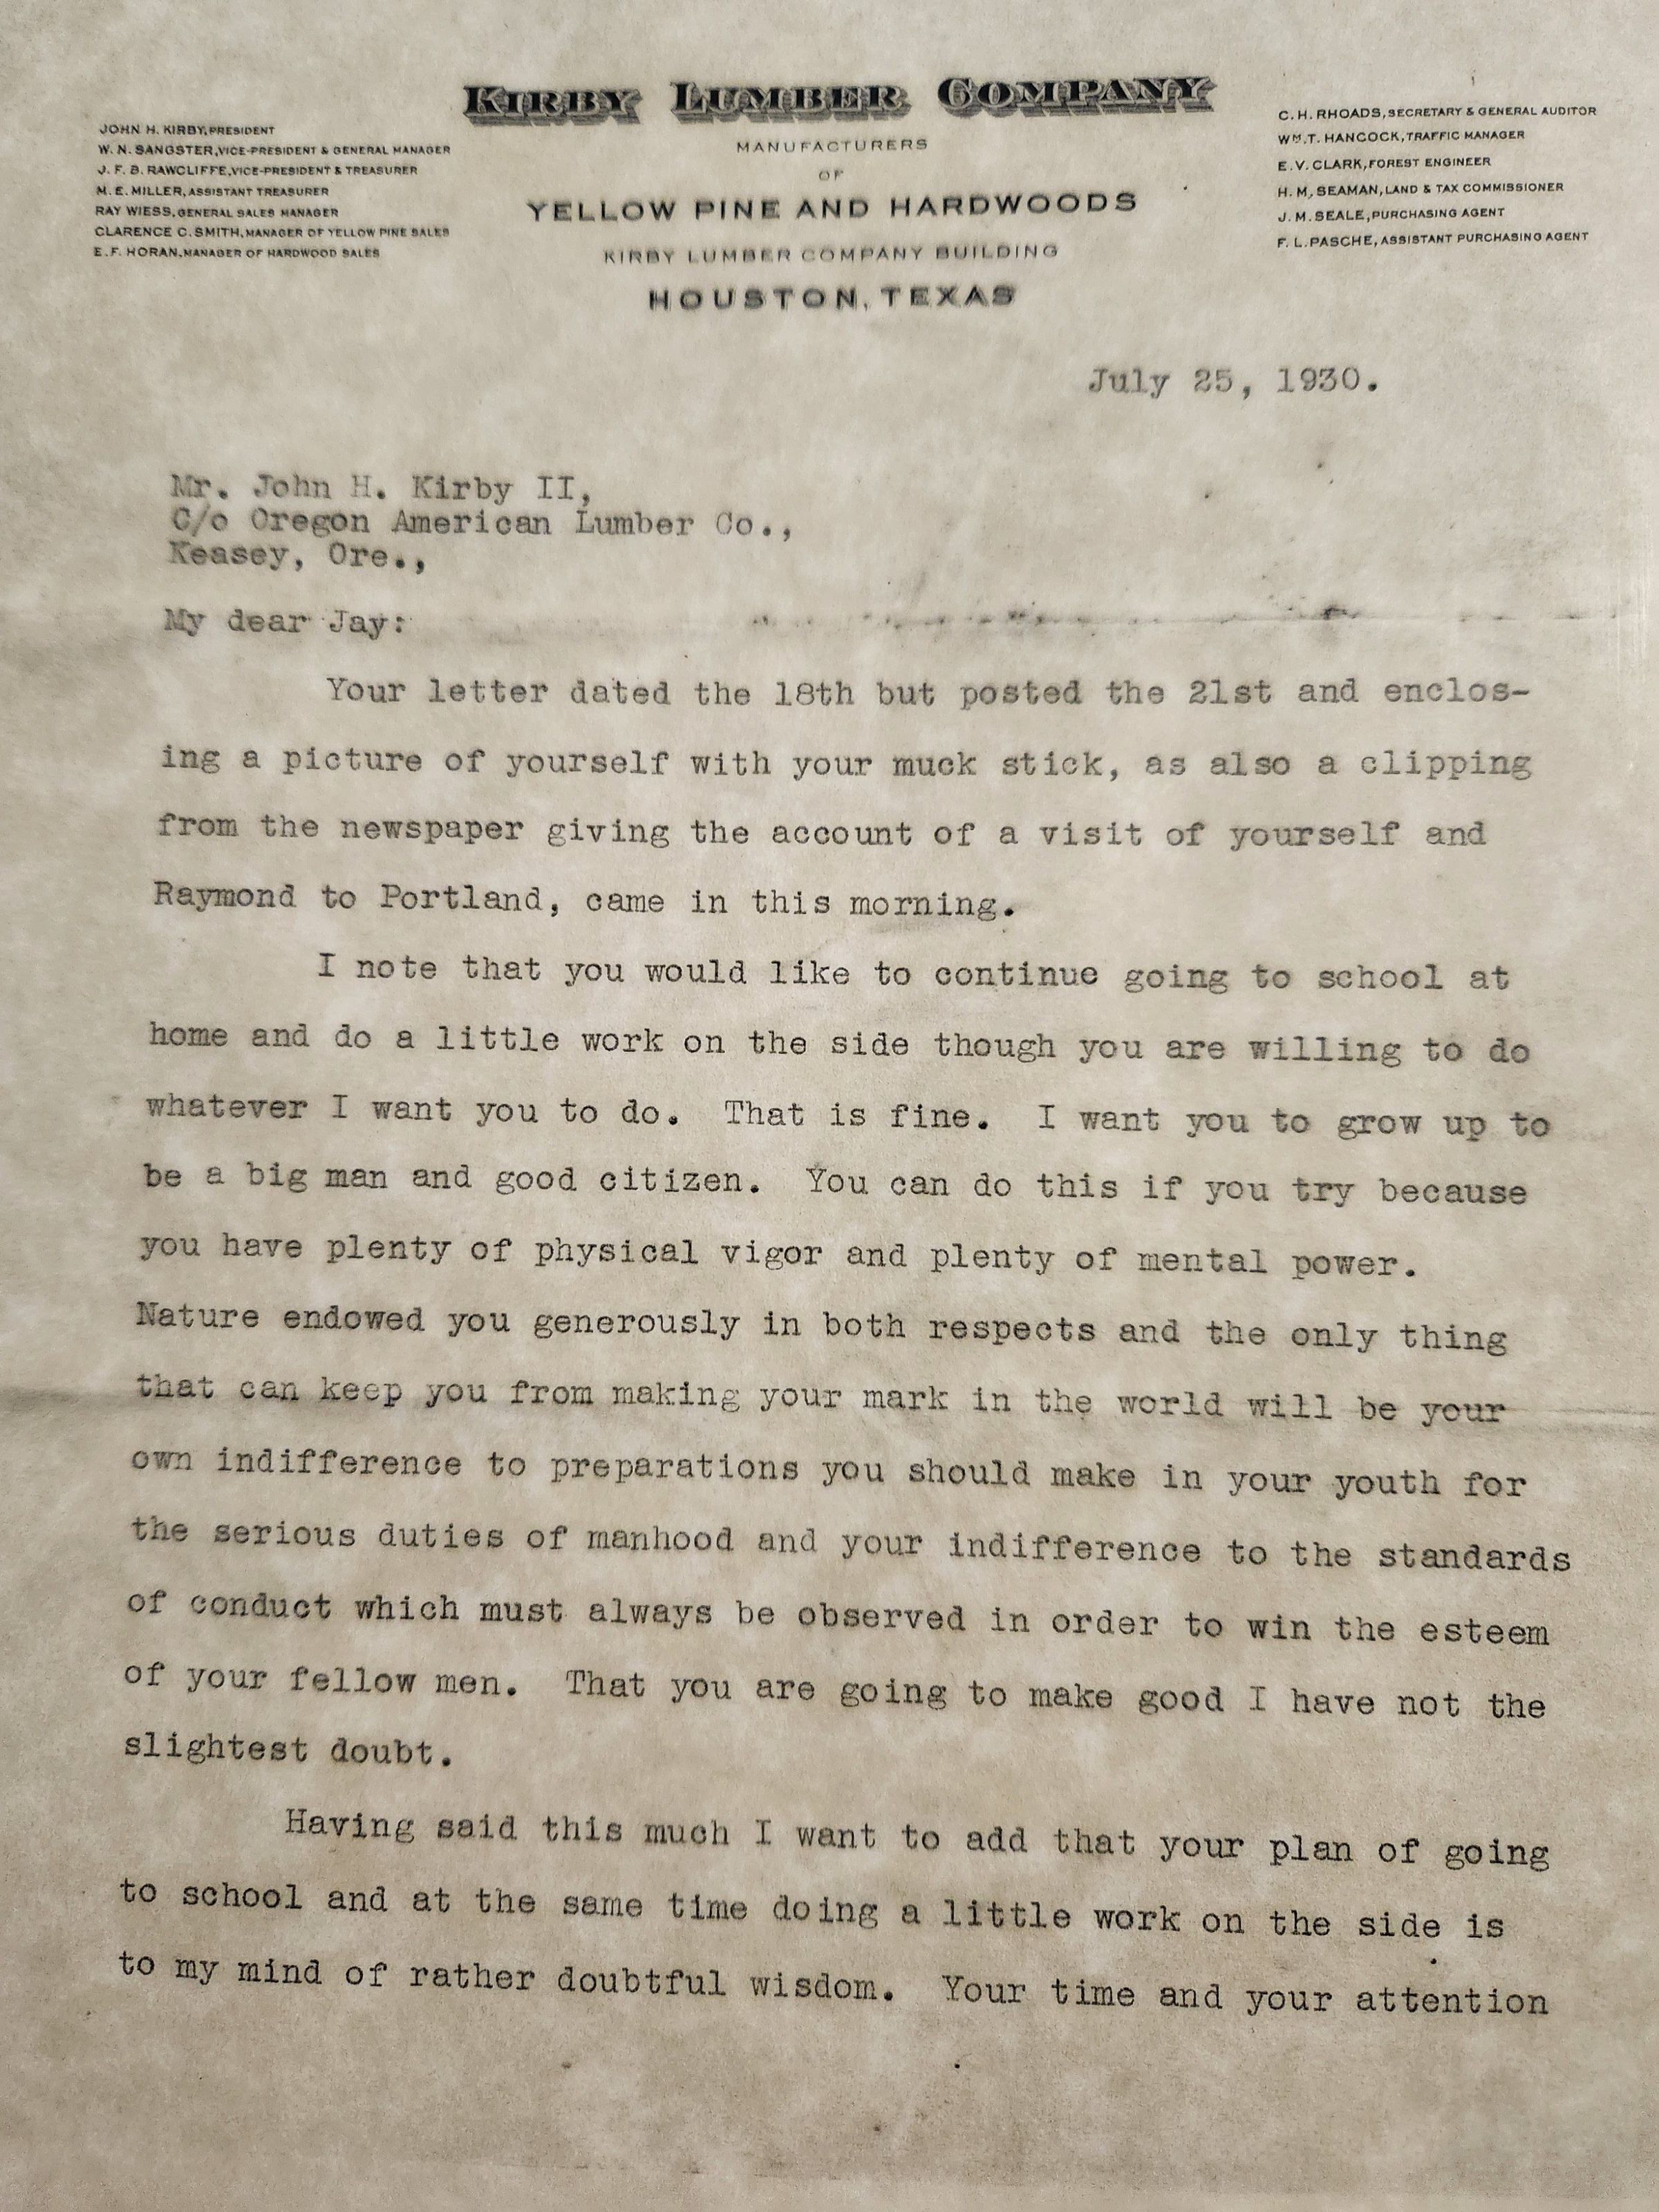 KIRBY LUMBER COMPANY
MANUFACTURERS
OF
YELLOW PINE AND HARDWOODS
KIRBY LUMBER COMPANY BUILDING
HOUSTON, TEXAS
JOHN H. KIRBY, PRESIDENT
W. N. SANGSTER, VICE-PRESIDENT & GENERAL MANAGER
J. F. B. RAWCLIFFE, VICE-PRESIDENT & TREASURER
M. E. MILLER, ASSISTANT TREASURER
RAY WIESS, GENERAL SALES MANAGER
CLARENCE C. SMITH, MANAGER OF YELLOW PINE SALES
E. F. HORAN, MANAGER OF HARDWOOD SALES
C. H. RHOADS, SECRETARY & GENERAL AUDITOR
WM. T. HANCOCK, TRAFFIC MANAGER
E. V. CLARK, FOREST ENGINEER
H. M. SEAMAN, LAND & TAX COMMISSIONER
J. M. SEALE, PURCHASING AGENT
F. L. PASCHE, ASSISTANT PURCHASING AGENT
July 25, 1930.
Mr. John H. Kirby II,
C/o Oregon American Lumber Co.,
Keasey, Ore.,
My dear Jay:
Your letter dated the 18th but posted the 21st and enclos-
ing a picture of yourself with your muck stick, as also a clipping
from the newspaper giving the account of a visit of yourself and
Raymond to Portland, came in this morning.
I note that you would like to continue going to school at
home and do a little work on the side though you are willing to do
whatever I want you to do. That is fine. I want you to grow up to
be a big man and good citizen. You can do this if you try because
you have plenty of physical vigor and plenty of mental power.
Nature endowed you generously in both respects and the only thing
that can keep you from making your mark in the world will be your
own indifference to preparations you should make in your youth for
the serious duties of manhood and your indifference to the standards
of conduct which must always be observed in order to win the esteem
of your fellow men. That you are going to make good I have not the
slightest doubt.
Having said this much I want to add that your plan of going
to school and at the same time doing a little work on the side is
to my mind of rather doubtful wisdom. Your time and your attention